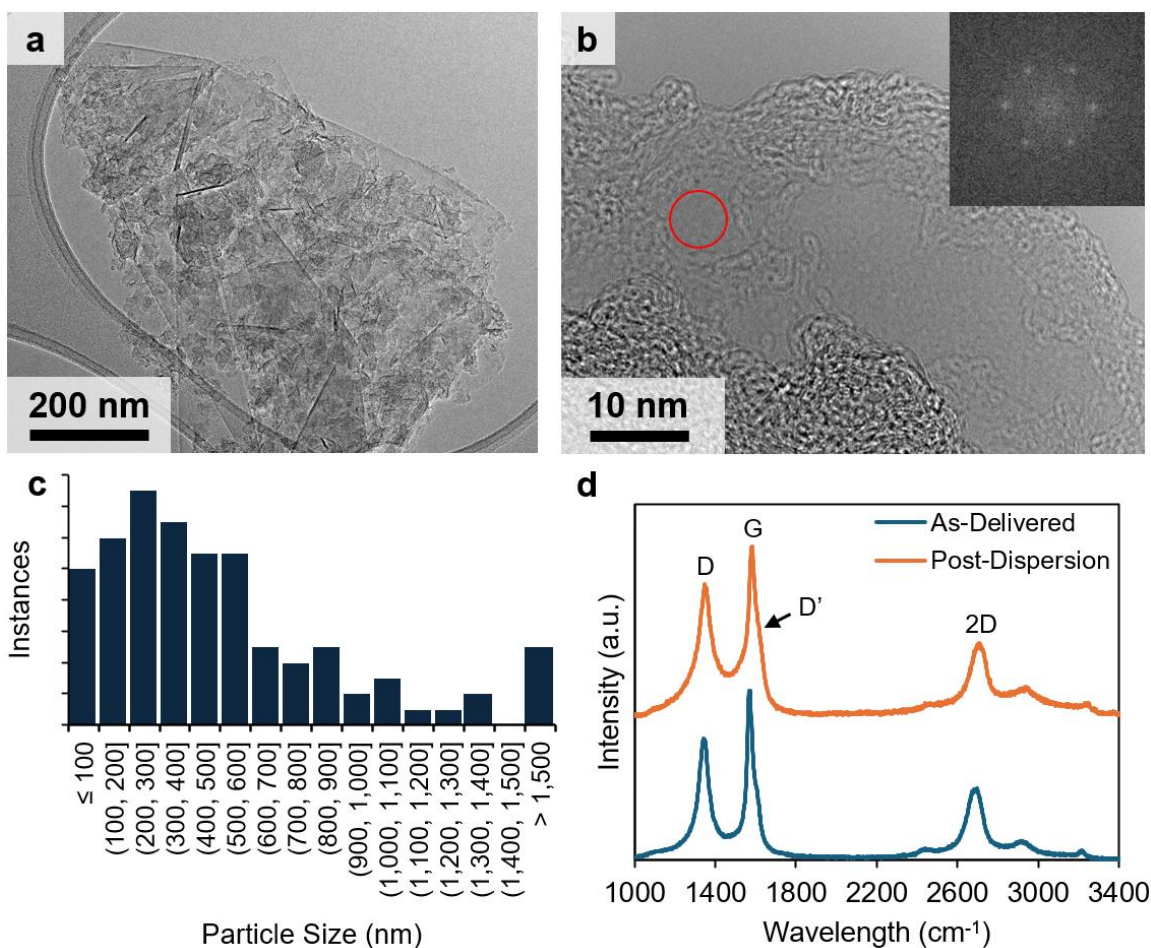 a
200 nm
b
10 nm
c
Instances
≤ 100
(100, 200]
(200, 300]
(300, 400]
(400, 500]
(500, 600]
(600, 700]
(700, 800]
(800, 900]
(900, 1,000]
(1,000, 1,100]
(1,100, 1,200]
(1,200, 1,300]
(1,300, 1,400]
(1,400, 1,500]
> 1,500
Particle Size (nm)
d
As-Delivered
Post-Dispersion
D
G
D’
2D
Intensity (a.u.)
1000 1400 1800 2200 2600 3000 3400
Wavelength (cm⁻¹)